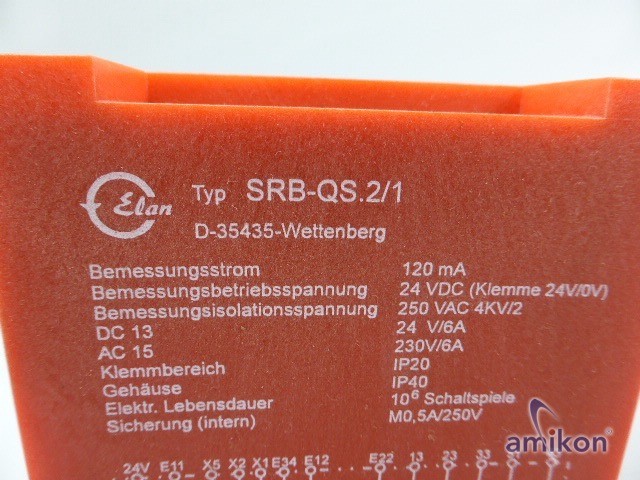 Elan Typ SRB-QS.2/1
D-35435-Wettenberg
Bemessungsstrom 120 mA
Bemessungsbetriebsspannung 24 VDC (Klemme 24V/0V)
Bemessungsisolationsspannung 250 VAC 4KV/2
DC 13 24 V/6A
AC 15 230V/6A
Klemmbereich IP20
Gehäuse IP40
Elektr. Lebensdauer 10⁶ Schaltspiele
Sicherung (intern) M0,5A/250V
amikon
24V E11 X5 X2 X1 E34 E12 E22 13 23 33